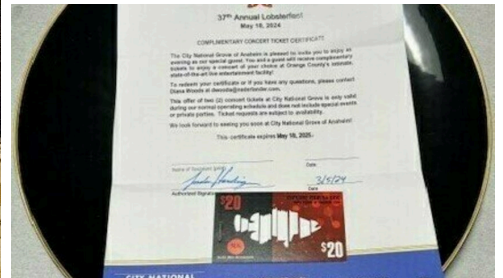 37th Annual Lobsterfest
May 18, 2024
COMPLIMENTARY CONCERT TICKET CERTIFICATE
The City National Grove of Anaheim is pleased to invite you to enjoy an
evening as our special guest. You and a guest will receive complimentary
tickets to enjoy a concert of your choice at Orange County's intimate,
state-of-the-art live entertainment facility!
To redeem your certificate or if you have any questions, please contact
Diana Woods at
This offer of two (2) concert tickets at City National Grove is only valid
during our normal operating schedule and does not include special events
or private parties. Ticket requests are subject to availability.
We look forward to seeing you soon at City National Grove of Anaheim!
This certificate expires May 18, 2025.
Name of
Date
3/5/24
Authorized Signature
Date
$20
$20
CITY NATIONAL